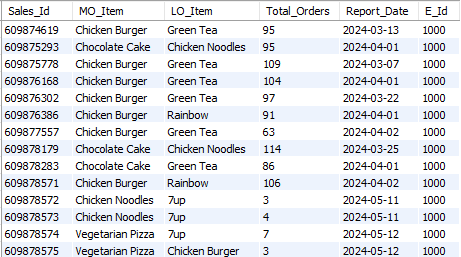 Sales_Id MO_Item LO_Item Total_Orders Report_Date E_Id
609874619 Chicken Burger Green Tea 95 2024-03-13 1000
609875293 Chocolate Cake Chicken Noodles 95 2024-04-01 1000
609875778 Chicken Burger Green Tea 109 2024-03-07 1000
609876168 Chicken Burger Green Tea 104 2024-04-01 1000
609876302 Chicken Burger Green Tea 97 2024-03-22 1000
609876386 Chicken Burger Rainbow 91 2024-04-01 1000
609877557 Chicken Burger Green Tea 63 2024-04-02 1000
609878179 Chocolate Cake Chicken Noodles 114 2024-03-25 1000
609878283 Chocolate Cake Green Tea 86 2024-04-01 1000
609878571 Chicken Burger Rainbow 106 2024-04-02 1000
609878572 Chicken Noodles 7up 3 2024-05-11 1000
609878573 Chicken Noodles 7up 4 2024-05-11 1000
609878574 Vegetarian Pizza 7up 7 2024-05-12 1000
609878575 Vegetarian Pizza Chicken Burger 3 2024-05-12 1000